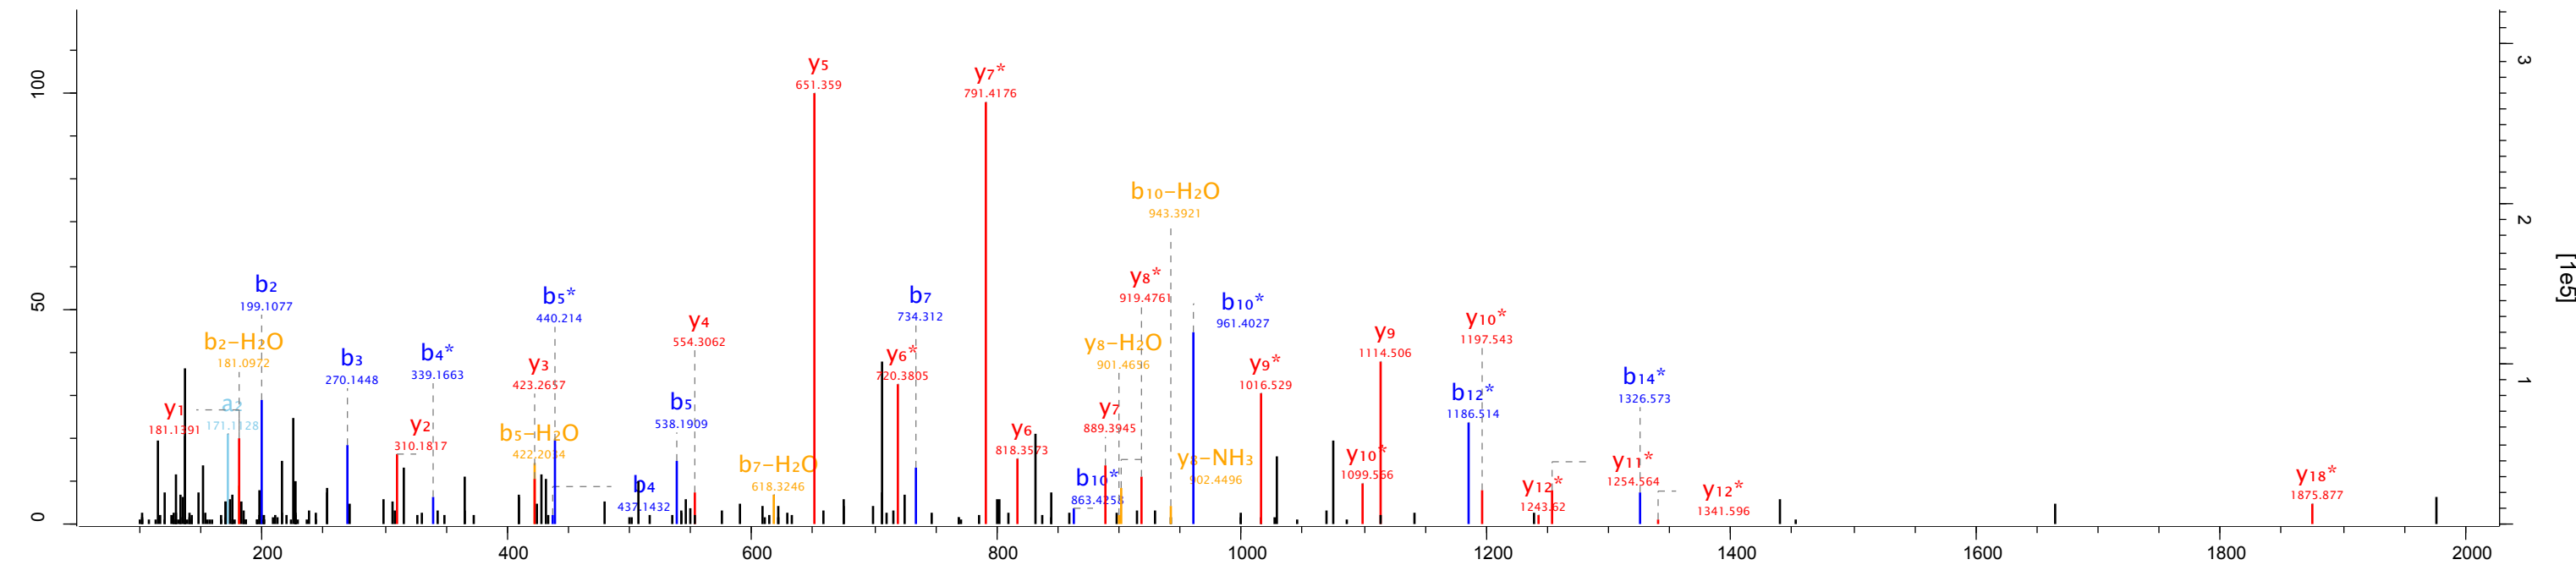 y5
651.359
y7*
791.4176
b10-H2O
943.3921
b2
199.1077
b5*
440.214
b7
734.312
y8*
919.4761
b10*
961.4027
b2-H2O
181.0972
b3
270.1448
b4*
339.1663
y4
554.3062
y6*
720.3805
y8-H2O
901.4656
y9*
1016.529
y9
1114.506
y10*
1197.543
b14*
1326.573
y1
181.1391
a2
171.1128
y2
310.1817
y3
423.2657
b5-H2O
422.2034
b5
538.1909
y6
818.3573
y7
889.3945
b12*
1186.514
b4
437.1432
b7-H2O
618.3246
b10*
863.4258
y8-NH3
902.4496
y10*
1099.566
y12*
1243.62
y11*
1254.564
y12*
1341.596
y18*
1875.877
0
50
100
1
2
3
[1e5]
200 400 600 800 1000 1200 1400 1600 1800 2000